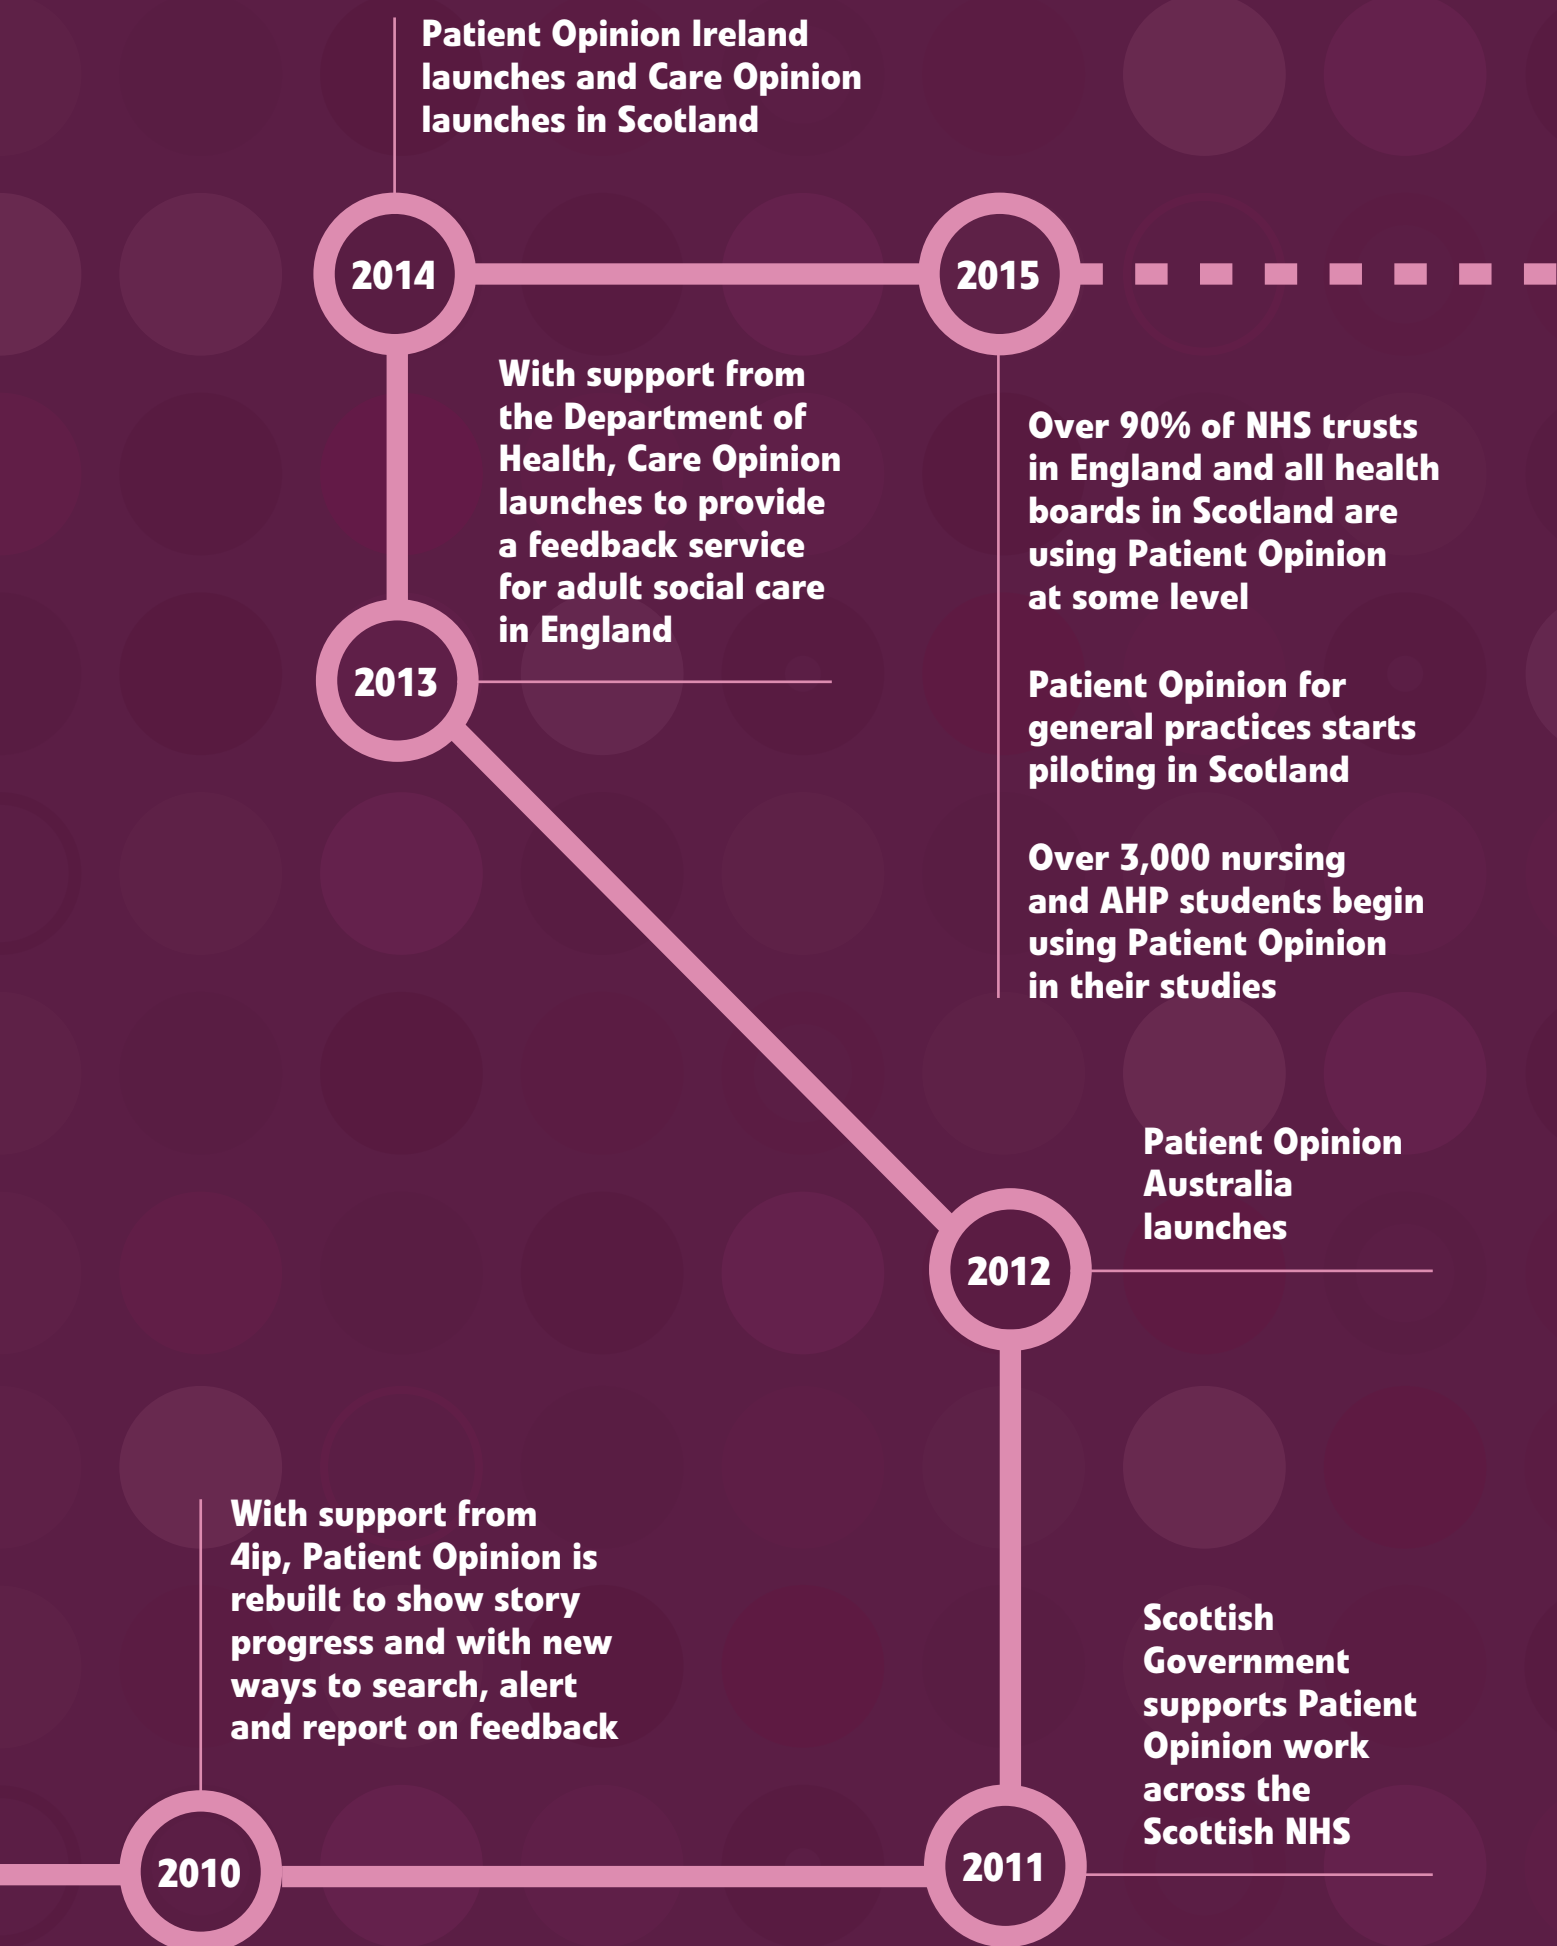 Patient Opinion Ireland
launches and Care Opinion
launches in Scotland
2014
2015
With support from
the Department of
Health, Care Opinion
launches to provide
a feedback service
for adult social care
in England
2013
Over 90% of NHS trusts
in England and all health
boards in Scotland are
using Patient Opinion
at some level
Patient Opinion for
general practices starts
piloting in Scotland
Over 3,000 nursing
and AHP students begin
using Patient Opinion
in their studies
Patient Opinion
Australia
launches
2012
With support from
4ip, Patient Opinion is
rebuilt to show story
progress and with new
ways to search, alert
and report on feedback
2010
Scottish
Government
supports Patient
Opinion work
across the
Scottish NHS
2011